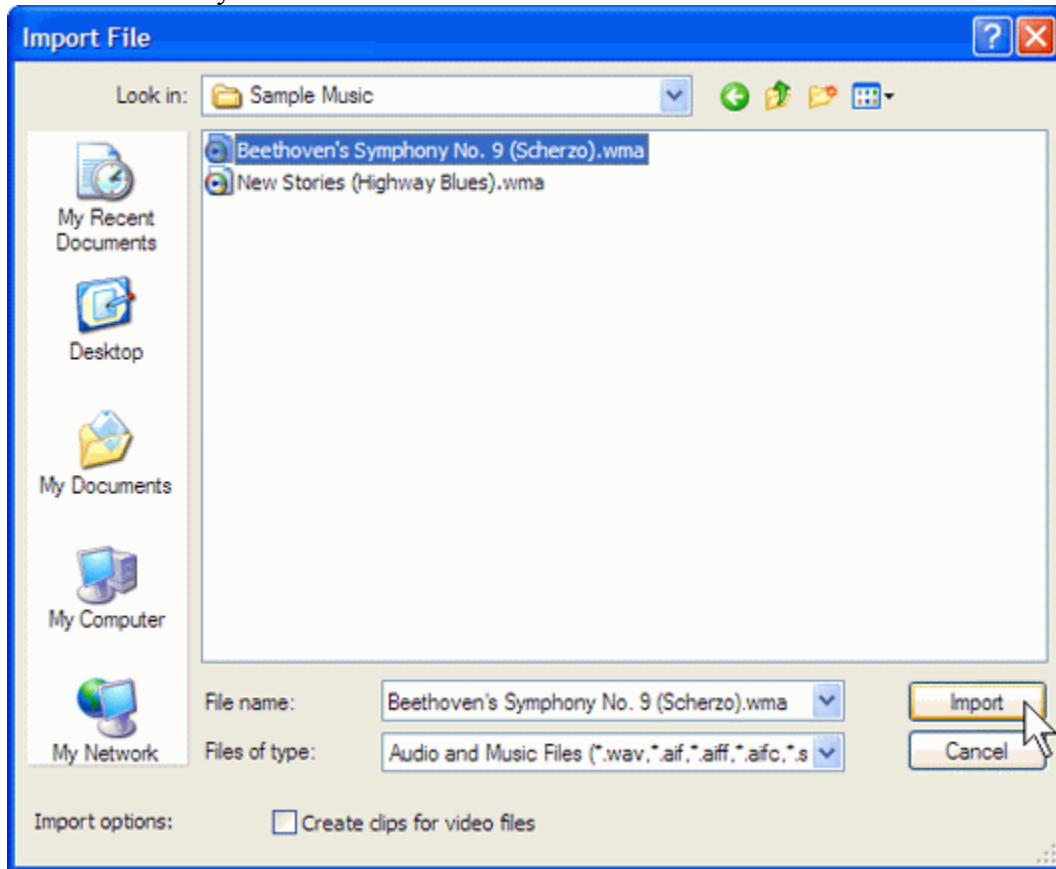 Import File
Look in: Sample Music
Beethoven's Symphony No. 9 (Scherzo).wma
New Stories (Highway Blues).wma
My Recent
Documents
Desktop
My Documents
My Computer
My Network
File name: Beethoven's Symphony No. 9 (Scherzo).wma Import
Files of type: Audio and Music Files (*.wav,*.aif,*.aiff,*.aifc,*.s Cancel
Import options: Create clips for video files